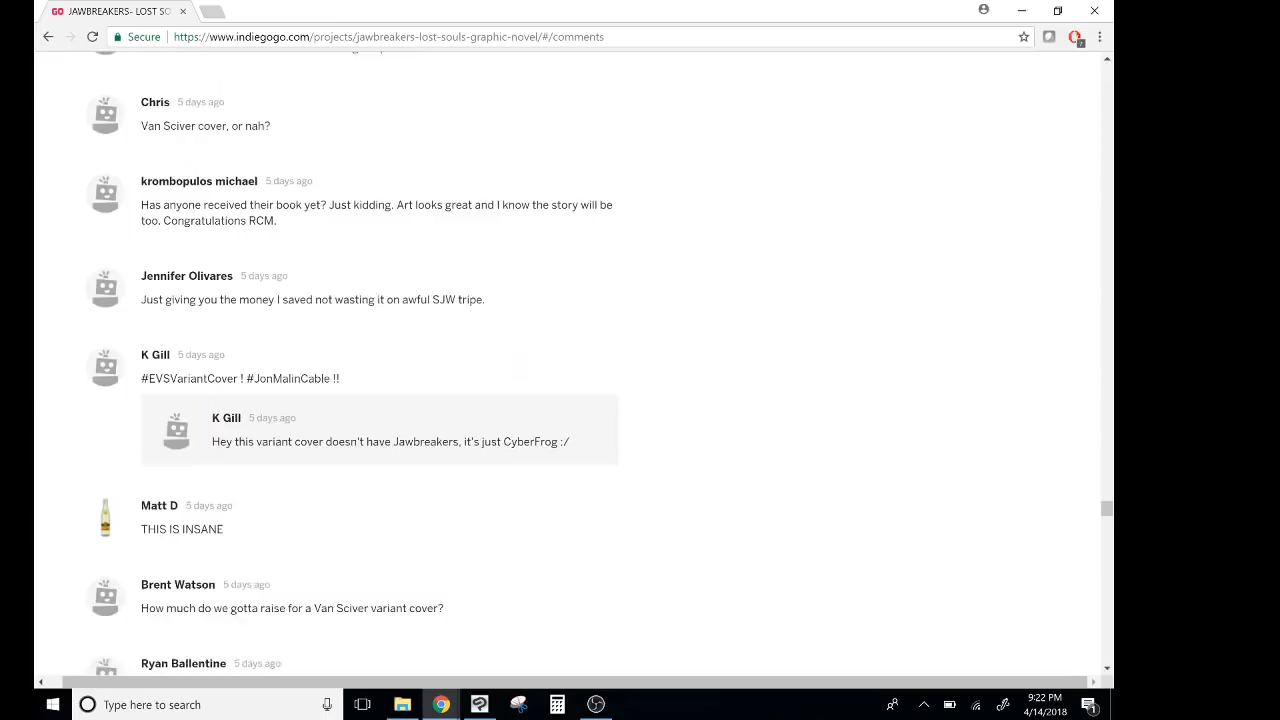 JAWBREAKERS- LOST SO
Secure https://www.indiegogo.com/projects/jawbreakers-lost-souls-graphic-novel/#/comments
7
Chris 5 days ago
Van Sciver cover, or nah?
krombopulos michael 5 days ago
Has anyone received their book yet? Just kidding. Art looks great and I know the story will be
too. Congratulations RCM.
Jennifer Olivares 5 days ago
Just giving you the money I saved not wasting it on awful SJW tripe.
K Gill 5 days ago
#EVSVariantCover ! #JonMalinCable !!
K Gill 5 days ago
Hey this variant cover doesn't have Jawbreakers, it's just CyberFrog :/
Matt D 5 days ago
THIS IS INSANE
Brent Watson 5 days ago
How much do we gotta raise for a Van Sciver variant cover?
Ryan Ballentine 5 days ago
Type here to search
9:22 PM
4/14/2018
1